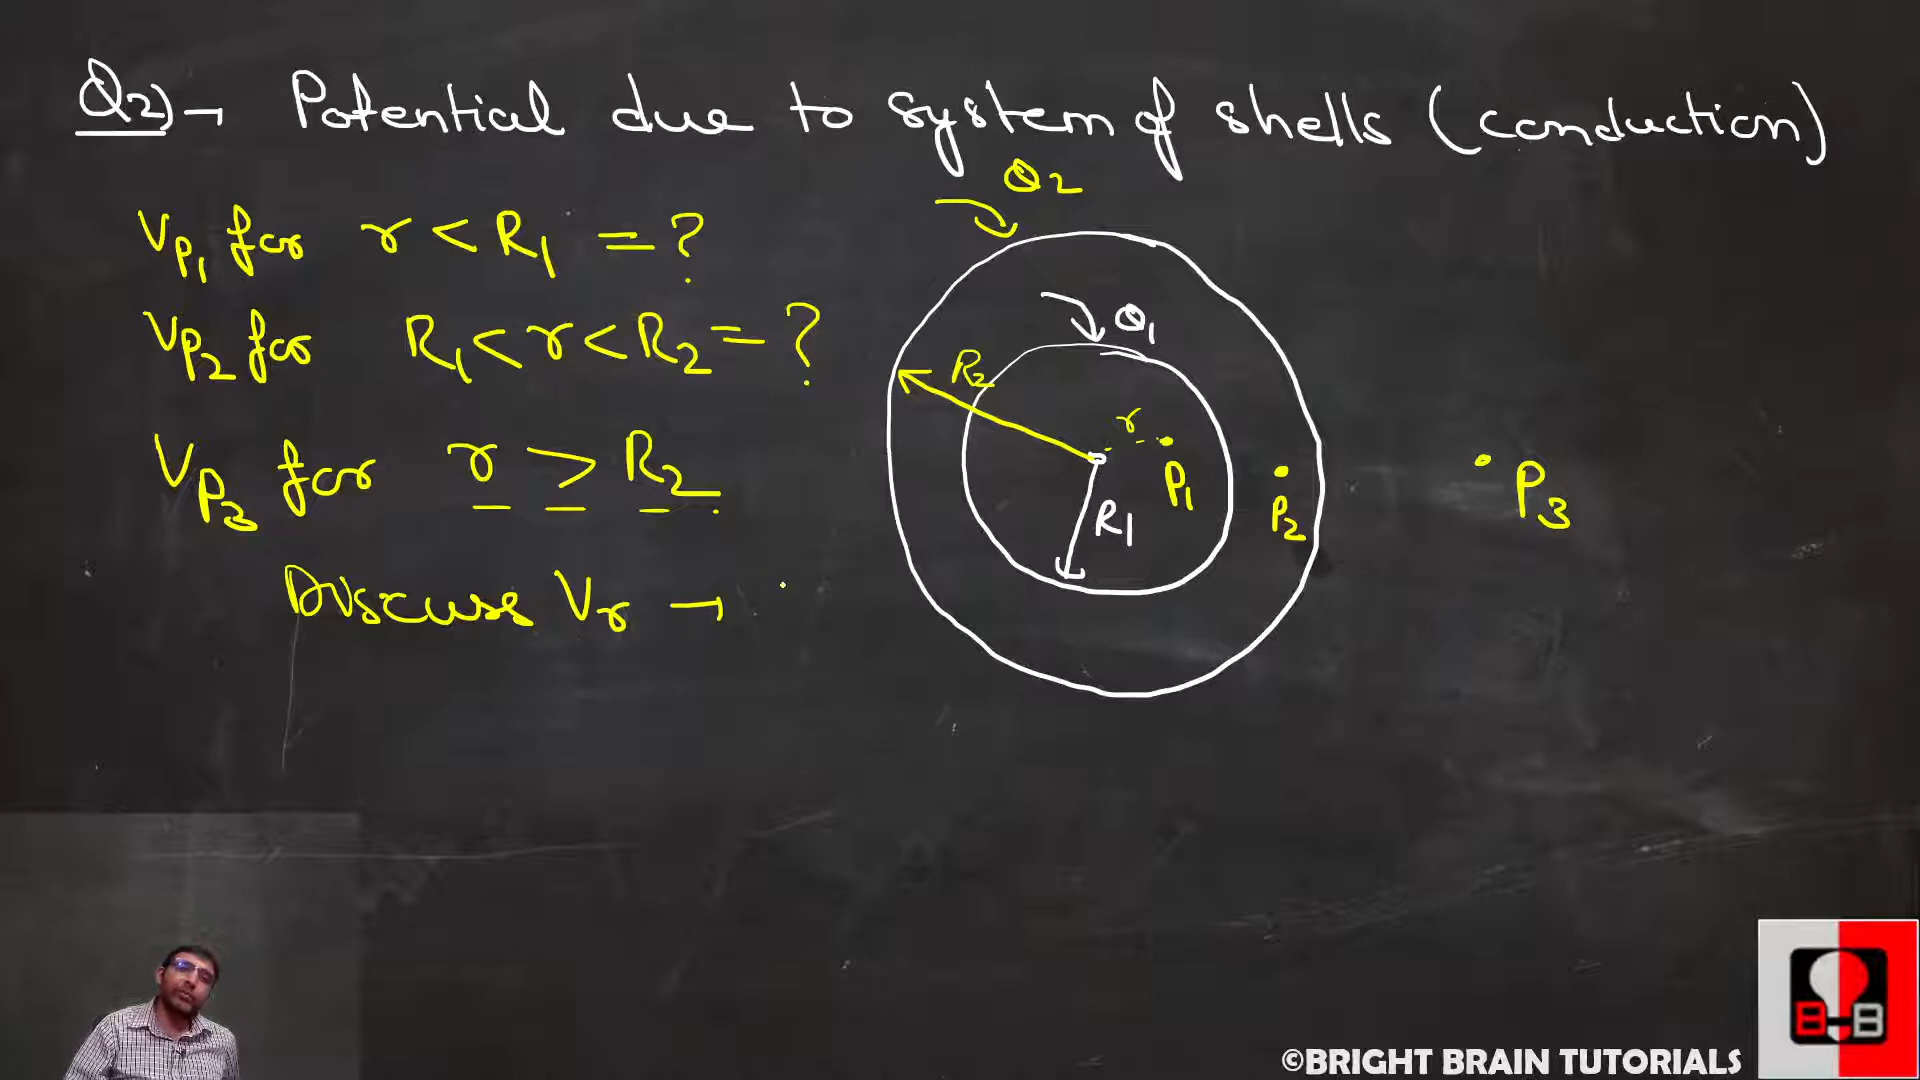 Q2)→ Potential due to system of shells (conduction)
VP1 for r < R1 = ?
VP2 for R1 < r < R2 = ?
VP3 for r > R2
Discuss Vr →
Q2
Q1
R2
r
P1
R1
P2
P3
B-B
©BRIGHT BRAIN TUTORIALS